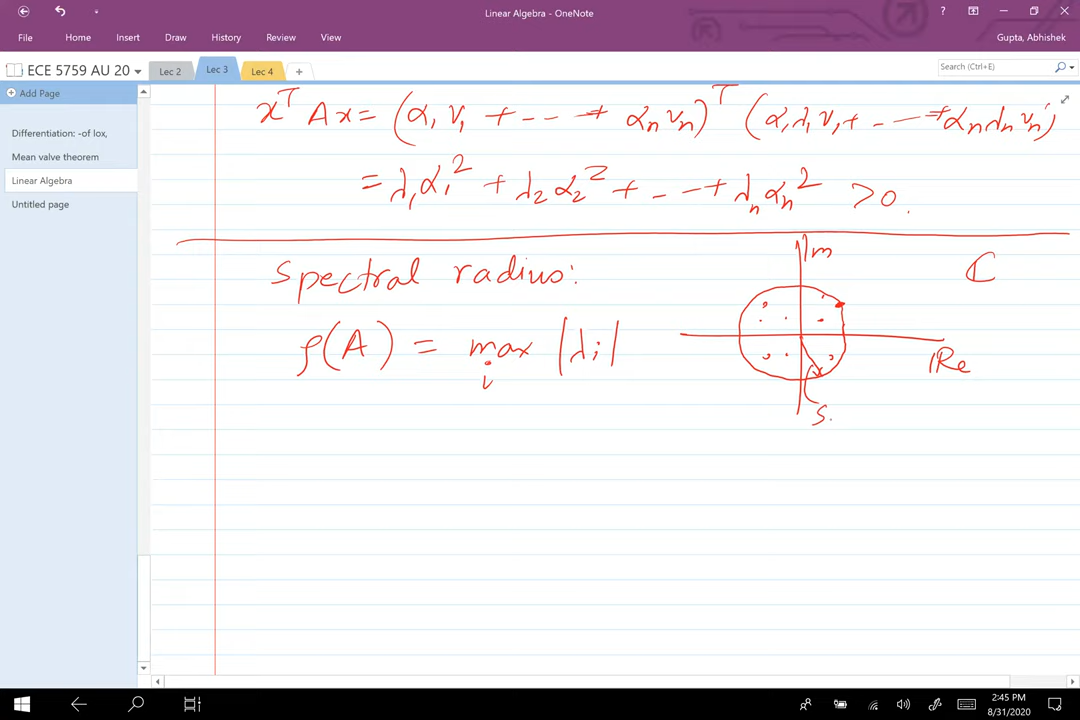 Linear Algebra - OneNote
?
File Home Insert Draw History Review View
Gupta, Abhishek
ECE 5759 AU 20 Lec 2 Lec 3 Lec 4 +
Search (Ctrl+E)
Add Page
Differentiation: -of lox,
Mean value theorem
Linear Algebra
Untitled page
xᵀAx = (α₁v₁ + -- -- + αₙvₙ)ᵀ (α₁λ₁v₁ + -- -- + αₙλₙvₙ)
= λ₁α₁² + λ₂α₂² + -- -- + λₙαₙ² > 0.
Spectral radius:
Im
ℂ
ρ(A) = max |λᵢ|
i
Re
ρ.
2:45 PM
8/31/2020